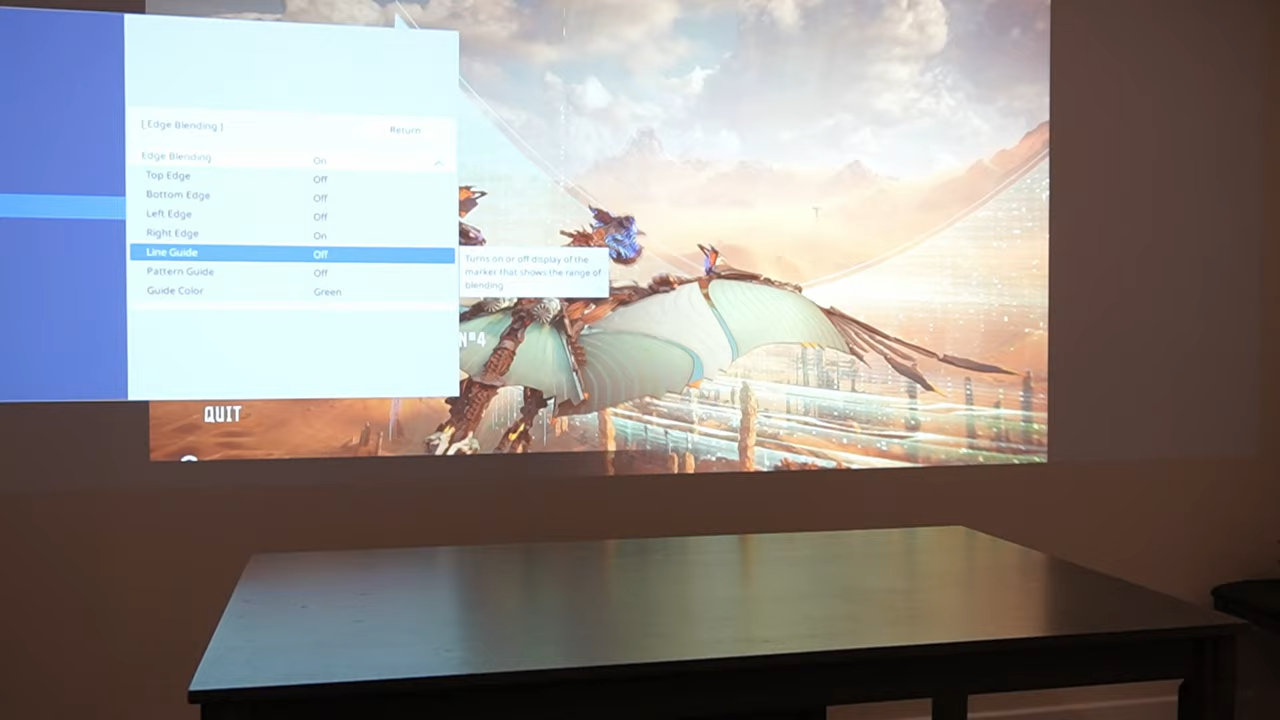 [ Edge Blending ]
Return
Edge Blending On
Top Edge Off
Bottom Edge Off
Left Edge Off
Right Edge On
Line Guide Off
Pattern Guide Off
Guide Color Green
Turns on or off display of the
marker that shows the range of
blending
QUIT